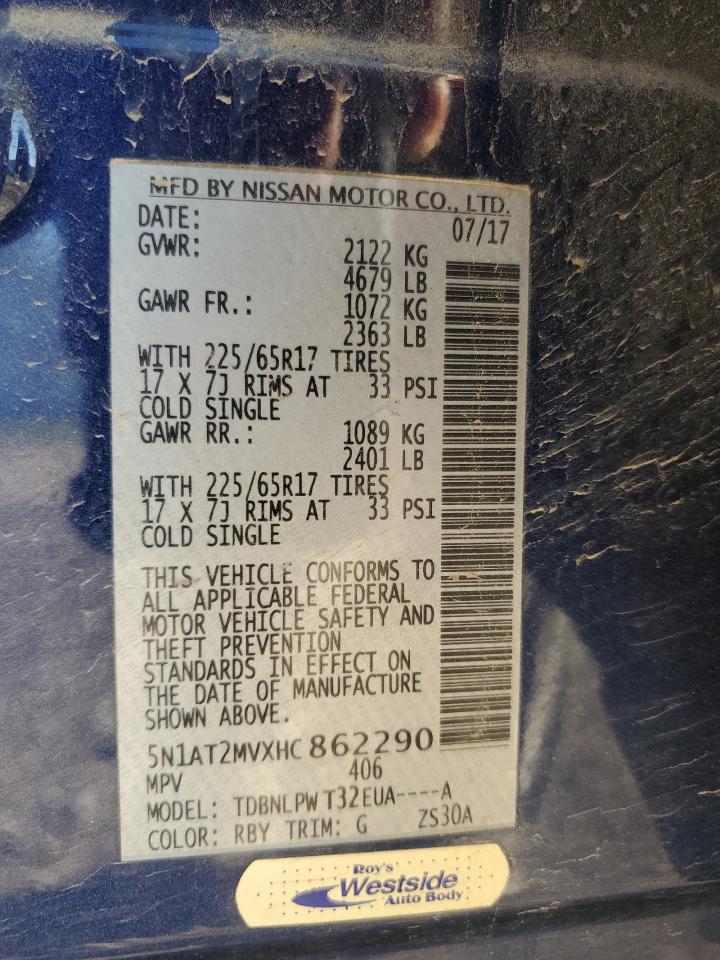 MFD BY NISSAN MOTOR CO., LTD.
DATE: 07/17
GVWR: 2122 KG
4679 LB
GAWR FR.: 1072 KG
2363 LB
WITH 225/65R17 TIRES
17 X 7J RIMS AT 33 PSI
COLD SINGLE
GAWR RR.: 1089 KG
2401 LB
WITH 225/65R17 TIRES
17 X 7J RIMS AT 33 PSI
COLD SINGLE
THIS VEHICLE CONFORMS TO
ALL APPLICABLE FEDERAL
MOTOR VEHICLE SAFETY AND
THEFT PREVENTION
STANDARDS IN EFFECT ON
THE DATE OF MANUFACTURE
SHOWN ABOVE.
5N1AT2MVXHC862290
MPV 406
MODEL: TDBNLPWT32EUA----A
COLOR: RBY TRIM: G ZS30A
Roy's
Westside
Auto Body